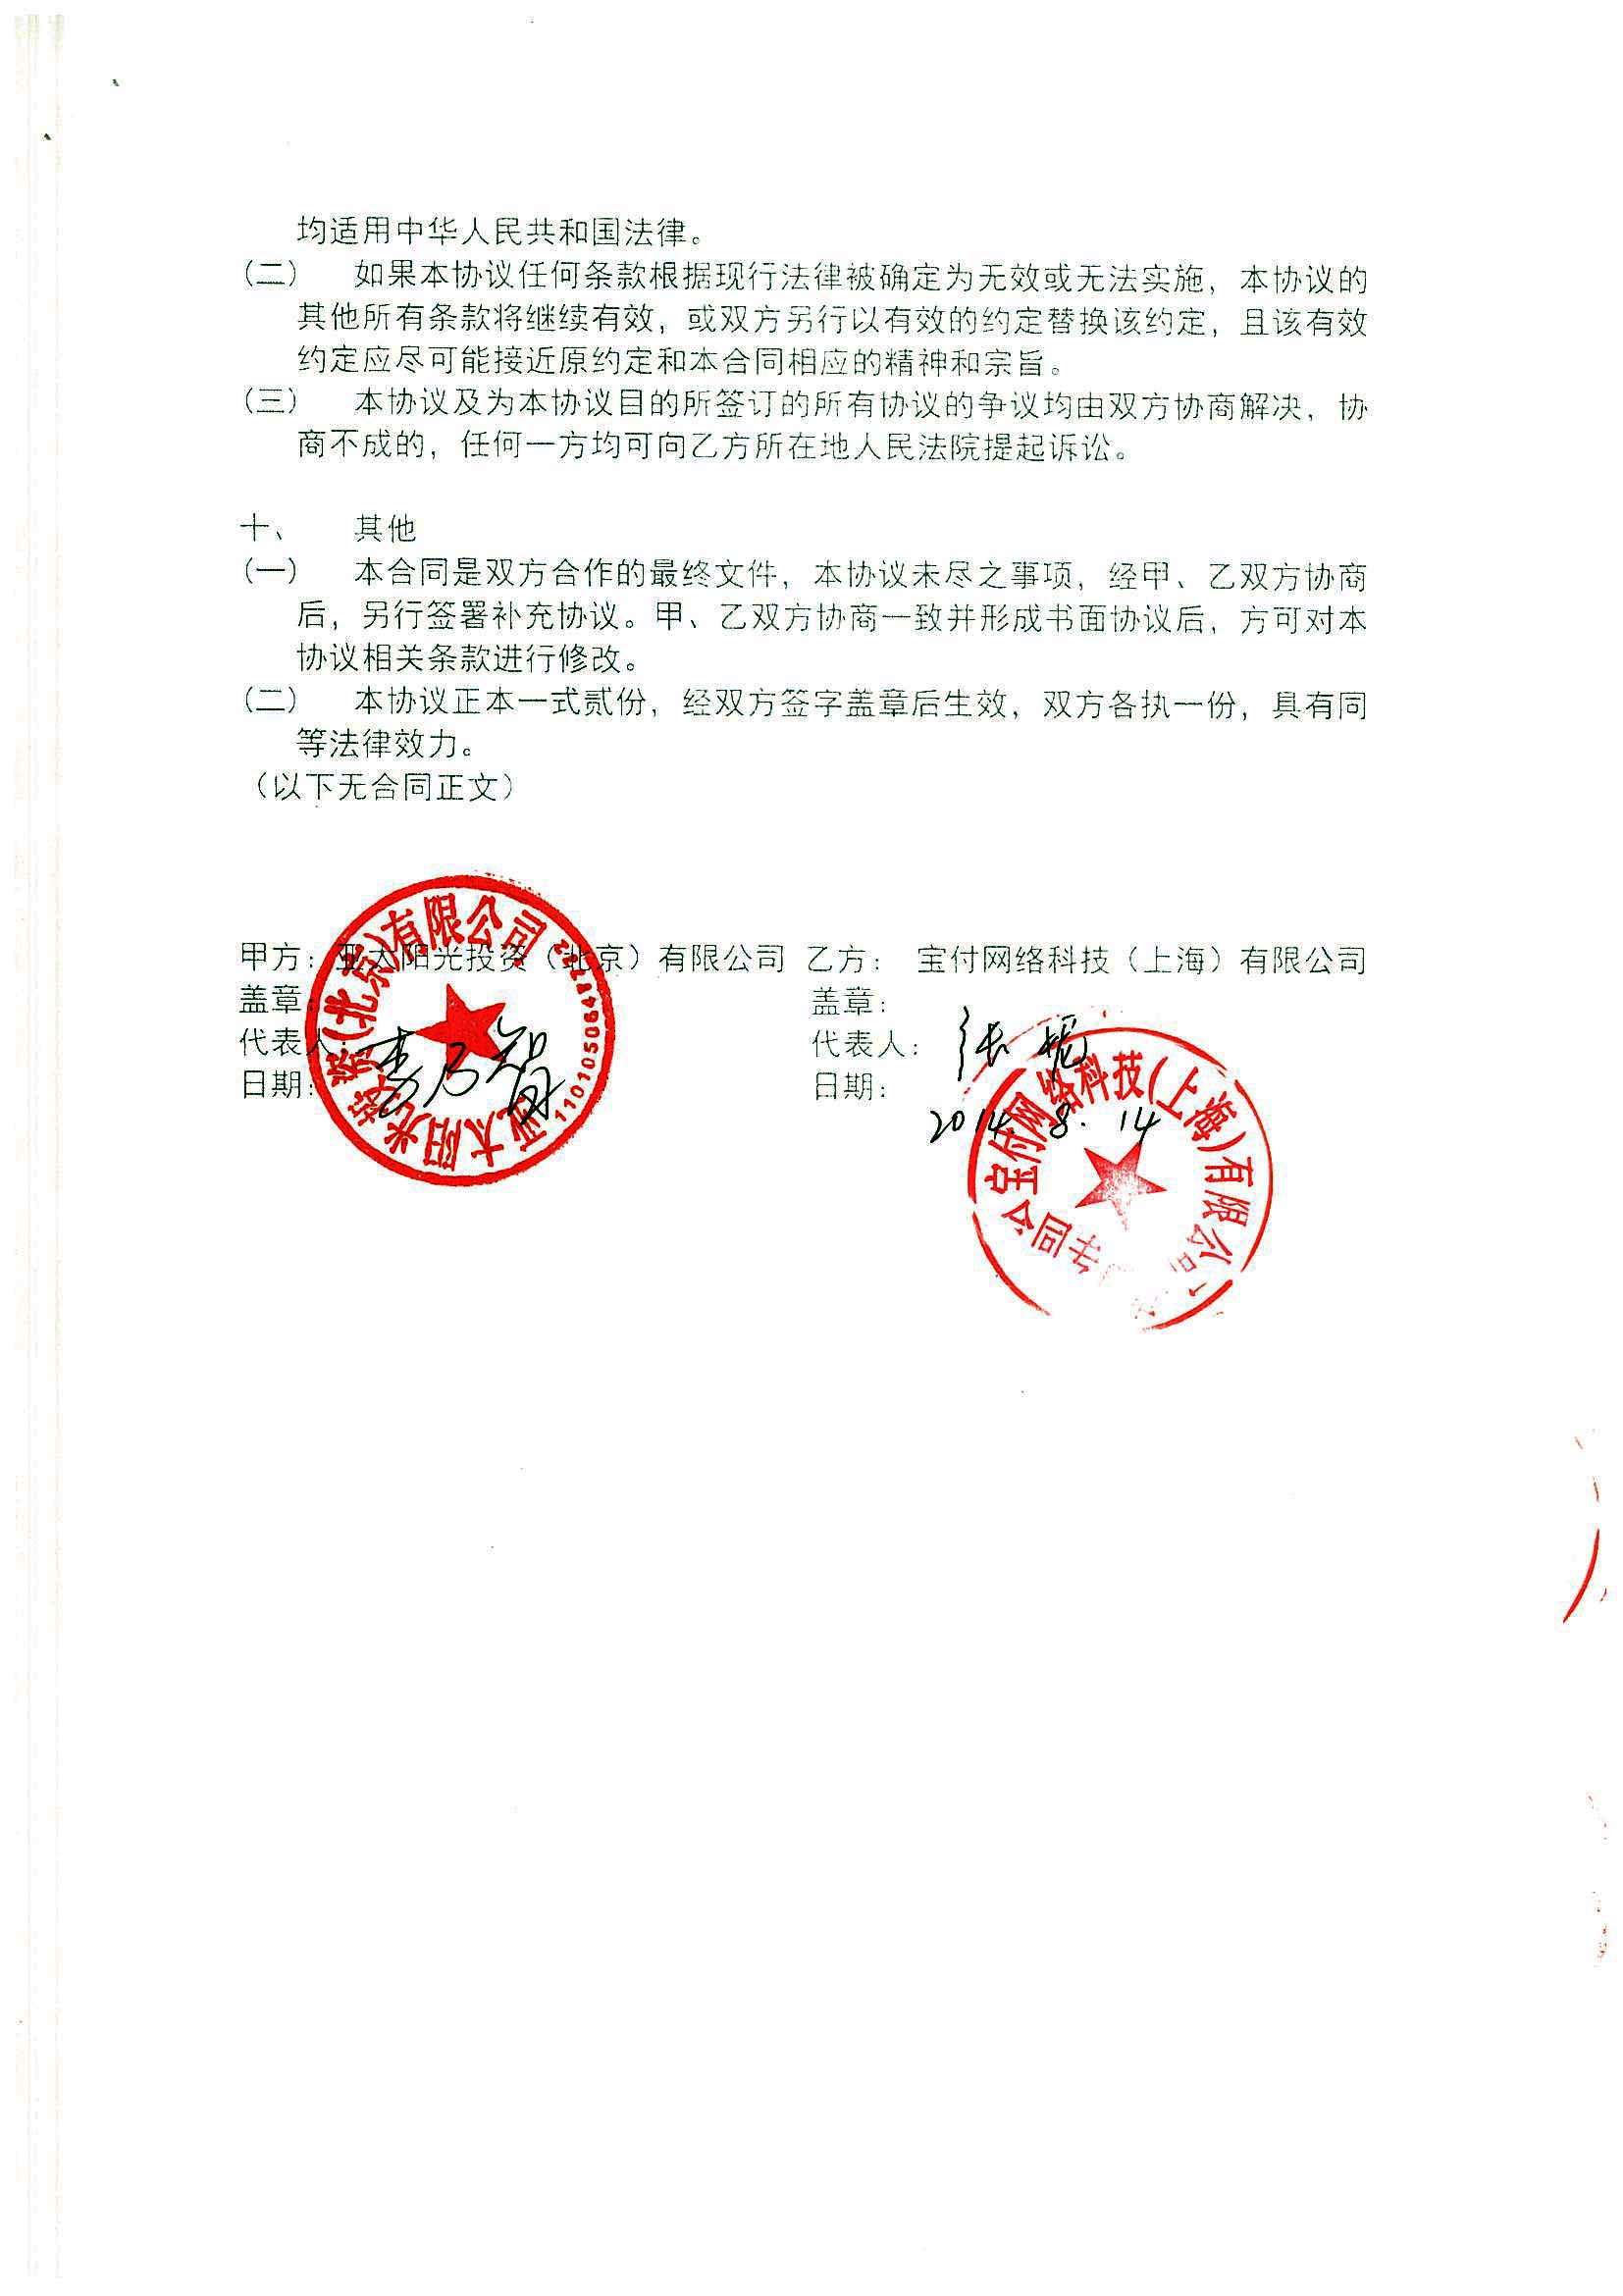 均适用中华人民共和国法律。
（二） 如果本协议任何条款根据现行法律被确定为无效或无法实施，本协议的
其他所有条款将继续有效，或双方另行以有效的约定替换该约定，且该有效
约定应尽可能接近原约定和本合同相应的精神和宗旨。
（三） 本协议及为本协议目的所签订的所有协议的争议均由双方协商解决，协
商不成的，任何一方均可向乙方所在地人民法院提起诉讼。
十、 其他
（一） 本合同是双方合作的最终文件，本协议未尽之事项，经甲、乙双方协商
后，另行签署补充协议。甲、乙双方协商一致并形成书面协议后，方可对本
协议相关条款进行修改。
（二） 本协议正本一式贰份，经双方签字盖章后生效，双方各执一份，具有同
等法律效力。
（以下无合同正文）
甲方：亚太阳光投资（北京）有限公司 乙方： 宝付网络科技（上海）有限公司
盖章： 盖章：
代表人： 代表人： 张
日期： 日期：
2014.8.14
亚太阳光投资(北京)有限公司
宝付网络科技(上海)有限公司
合同专